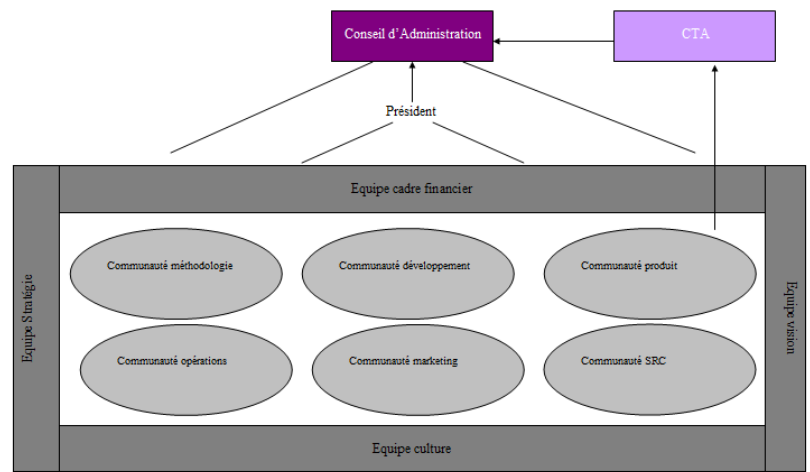 Conseil d'Administration
CTA
Président
Equipe cadre financier
Equipe Stratégie
Communauté méthodologie
Communauté développement
Communauté produit
Equipe vision
Communauté opérations
Communauté marketing
Communauté SRC
Equipe culture